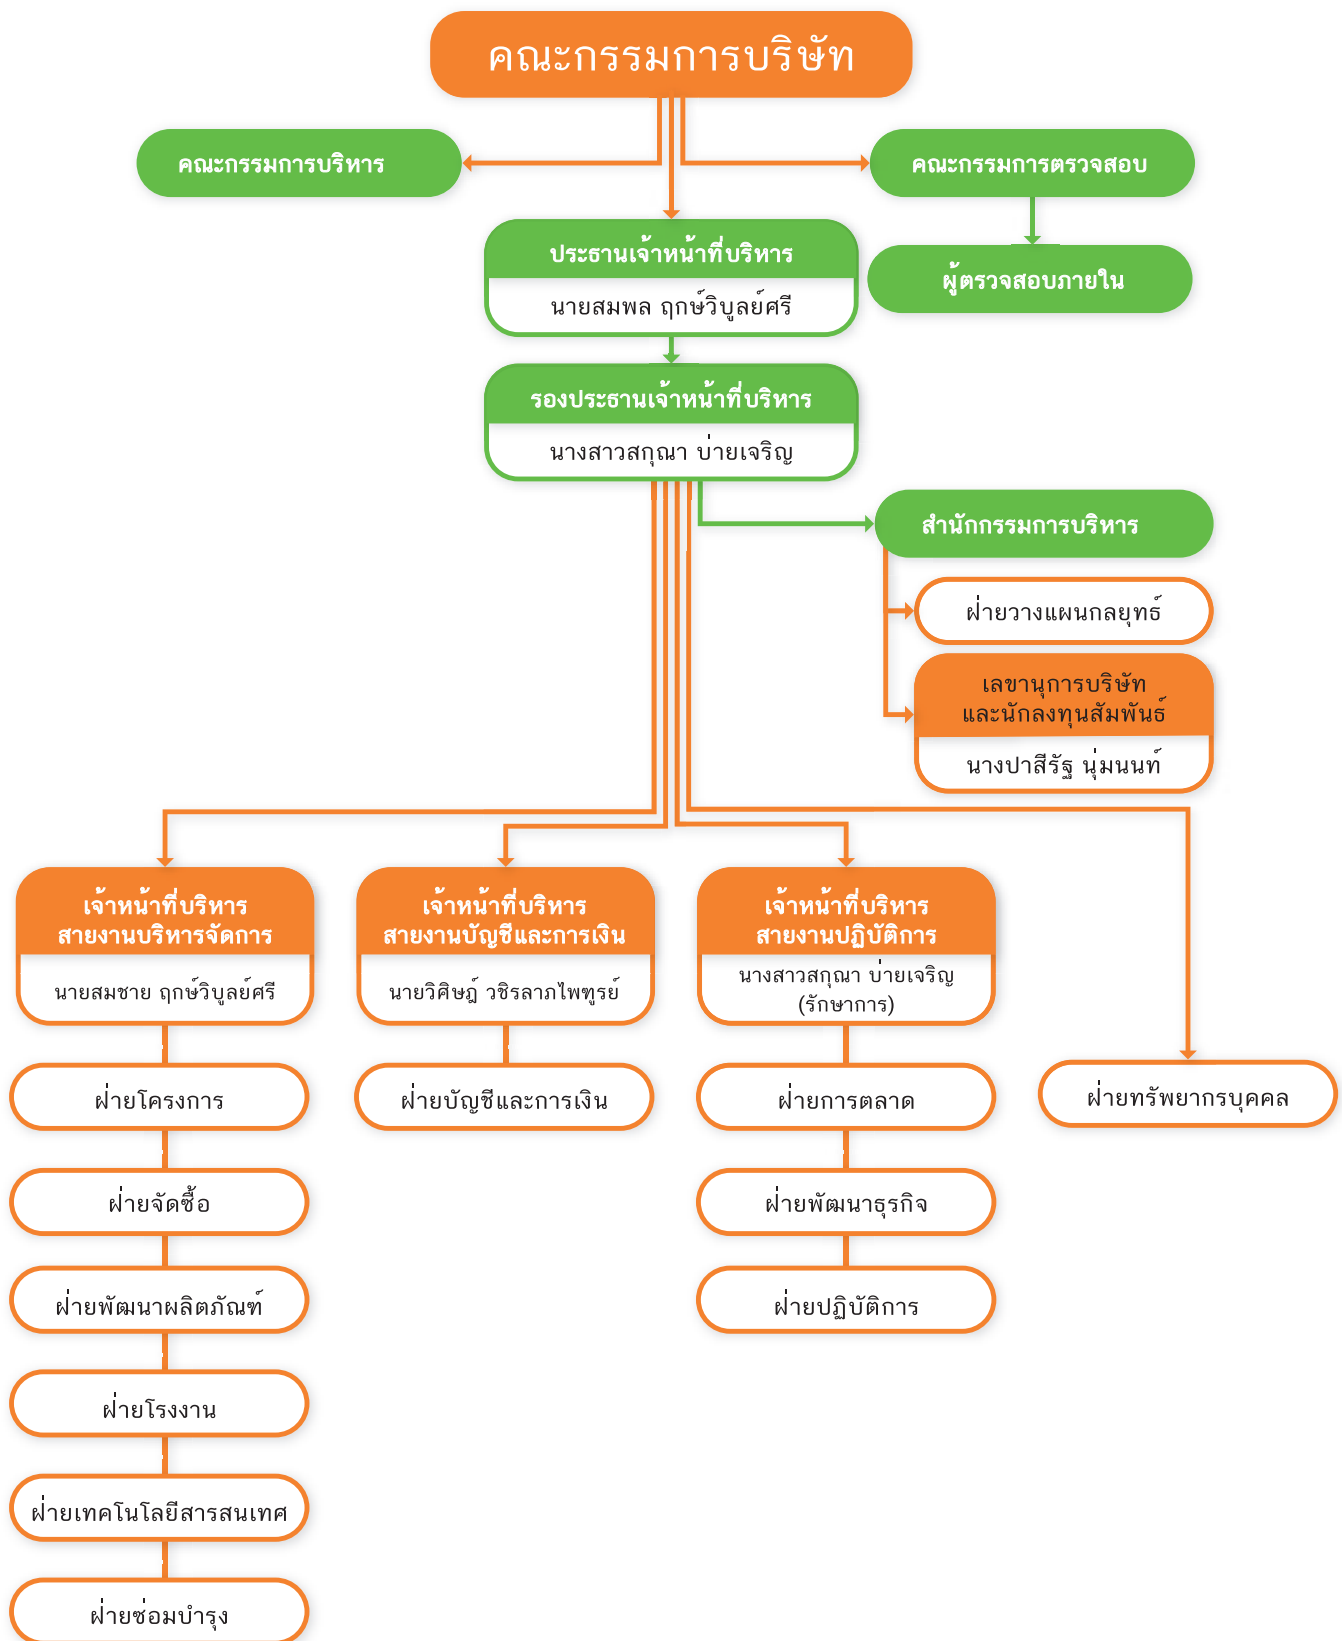 คณะกรรมการบริษัท
คณะกรรมการบริหาร
คณะกรรมการตรวจสอบ
ประธานเจ้าหน้าที่บริหาร
นายสมพล ฤกษ์วิบูลย์ศรี
ผู้ตรวจสอบภายใน
รองประธานเจ้าหน้าที่บริหาร
นางสาวสกุณา บ่ายเจริญ
สำนักกรรมการบริหาร
ฝ่ายวางแผนกลยุทธ์
เลขานุการบริษัท
และนักลงทุนสัมพันธ์
นางปาสีรัฐ นุ่มนนท์
เจ้าหน้าที่บริหาร
สายงานบริหารจัดการ
นายสมชาย ฤกษ์วิบูลย์ศรี
เจ้าหน้าที่บริหาร
สายงานบัญชีและการเงิน
นายวิศิษฎ์ วชิรลาภไพฑูรย์
เจ้าหน้าที่บริหาร
สายงานปฏิบัติการ
นางสาวสกุณา บ่ายเจริญ
(รักษาการ)
ฝ่ายโครงการ
ฝ่ายบัญชีและการเงิน
ฝ่ายการตลาด
ฝ่ายทรัพยากรบุคคล
ฝ่ายจัดซื้อ
ฝ่ายพัฒนาธุรกิจ
ฝ่ายพัฒนาผลิตภัณฑ์
ฝ่ายปฏิบัติการ
ฝ่ายโรงงาน
ฝ่ายเทคโนโลยีสารสนเทศ
ฝ่ายซ่อมบำรุง